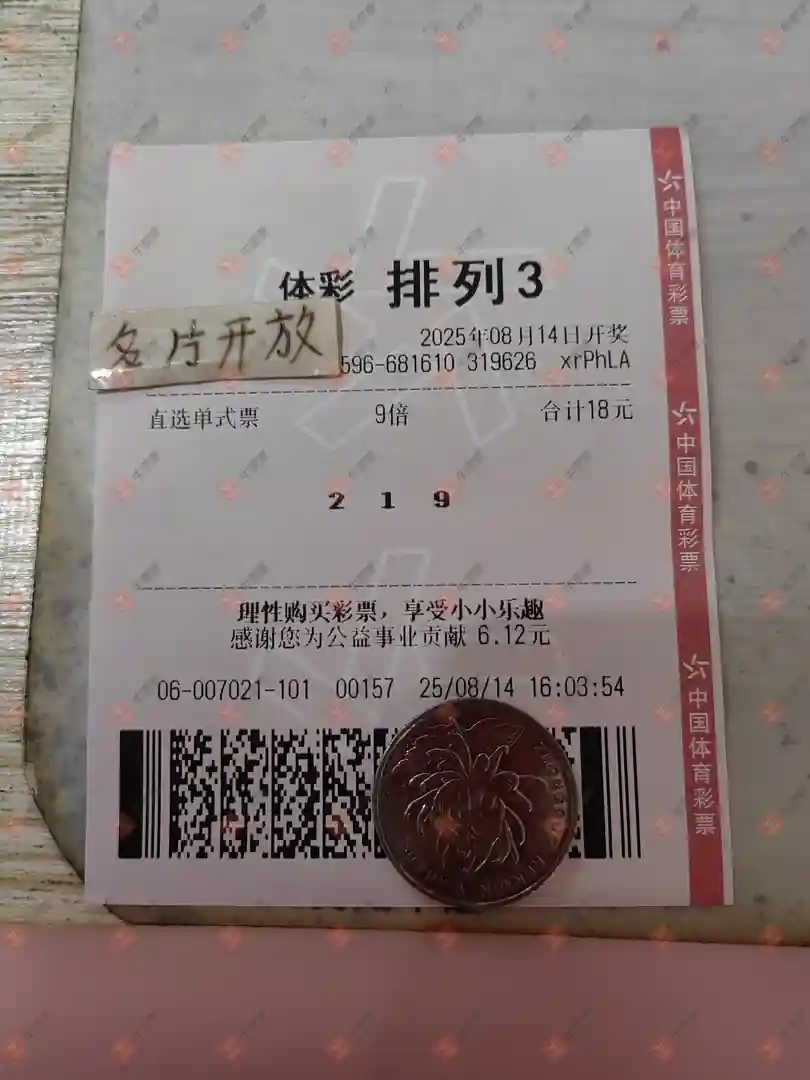 体彩 排列3
2025年08月14日开奖
名片开放
596-681610 319626 xrPhLA
直选单式票 9倍 合计18元
2 1 9
理性购买彩票，享受小小乐趣
感谢您为公益事业贡献 6.12元
06-007021-101 00157 25/08/14 16:03:54
中国体育彩票
中国体育彩票
中国体育彩票